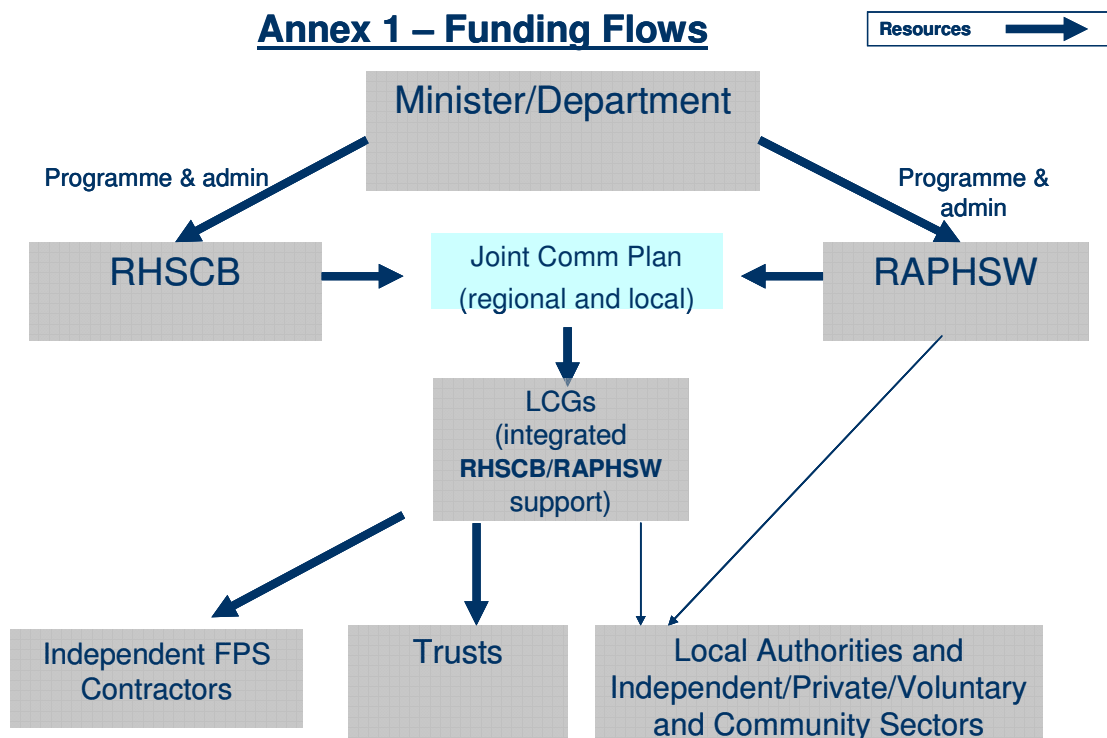 Annex 1 – Funding Flows
Resources
Minister/Department
Programme & admin
Programme &
admin
RHSCB
Joint Comm Plan
(regional and local)
RAPHSW
LCGs
(integrated
RHSCB/RAPHSW
support)
Independent FPS
Contractors
Trusts
Local Authorities and
Independent/Private/Voluntary
and Community Sectors